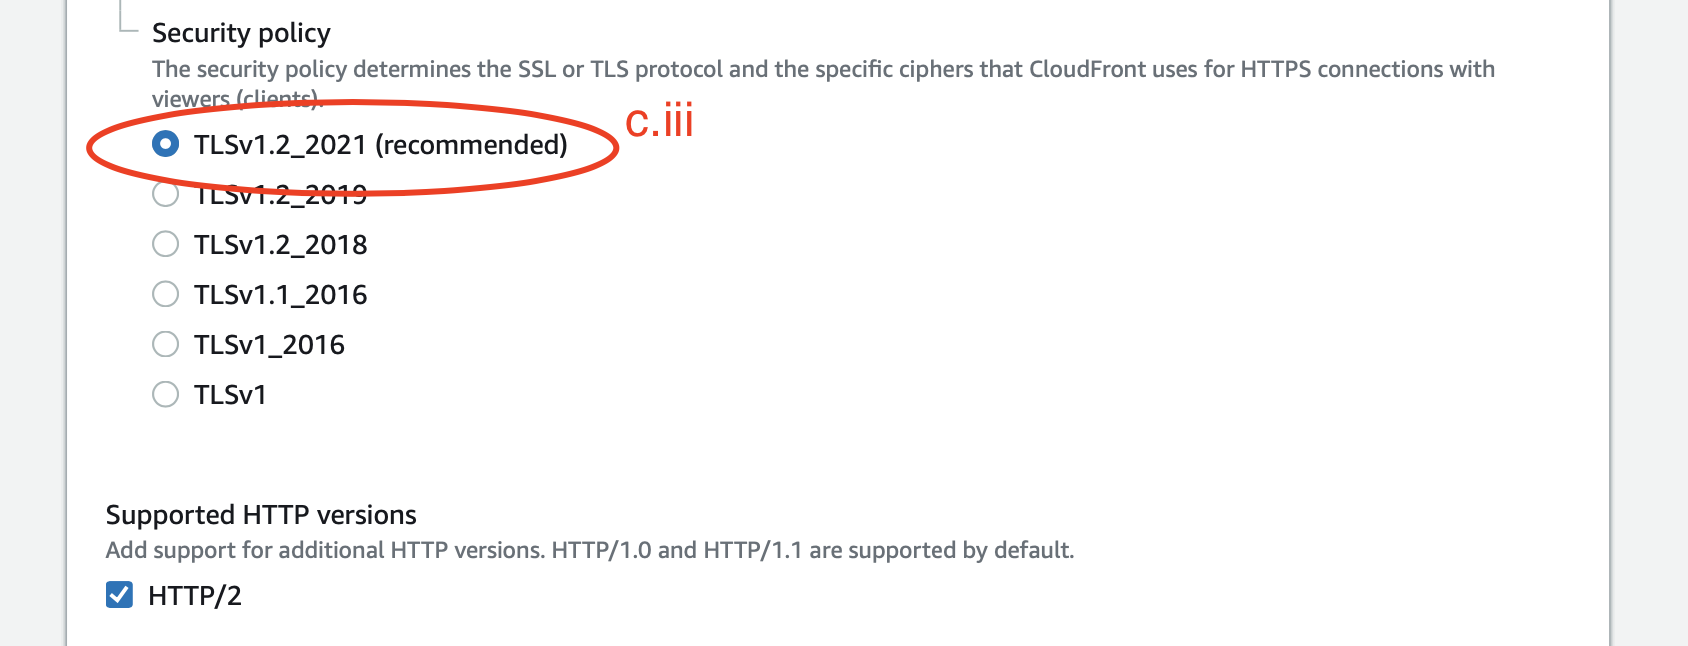 Security policy
The security policy determines the SSL or TLS protocol and the specific ciphers that CloudFront uses for HTTPS connections with
viewers (clients).
c.iii
TLSv1.2_2021 (recommended)
TLSv1.2_2019
TLSv1.2_2018
TLSv1.1_2016
TLSv1_2016
TLSv1
Supported HTTP versions
Add support for additional HTTP versions. HTTP/1.0 and HTTP/1.1 are supported by default.
HTTP/2